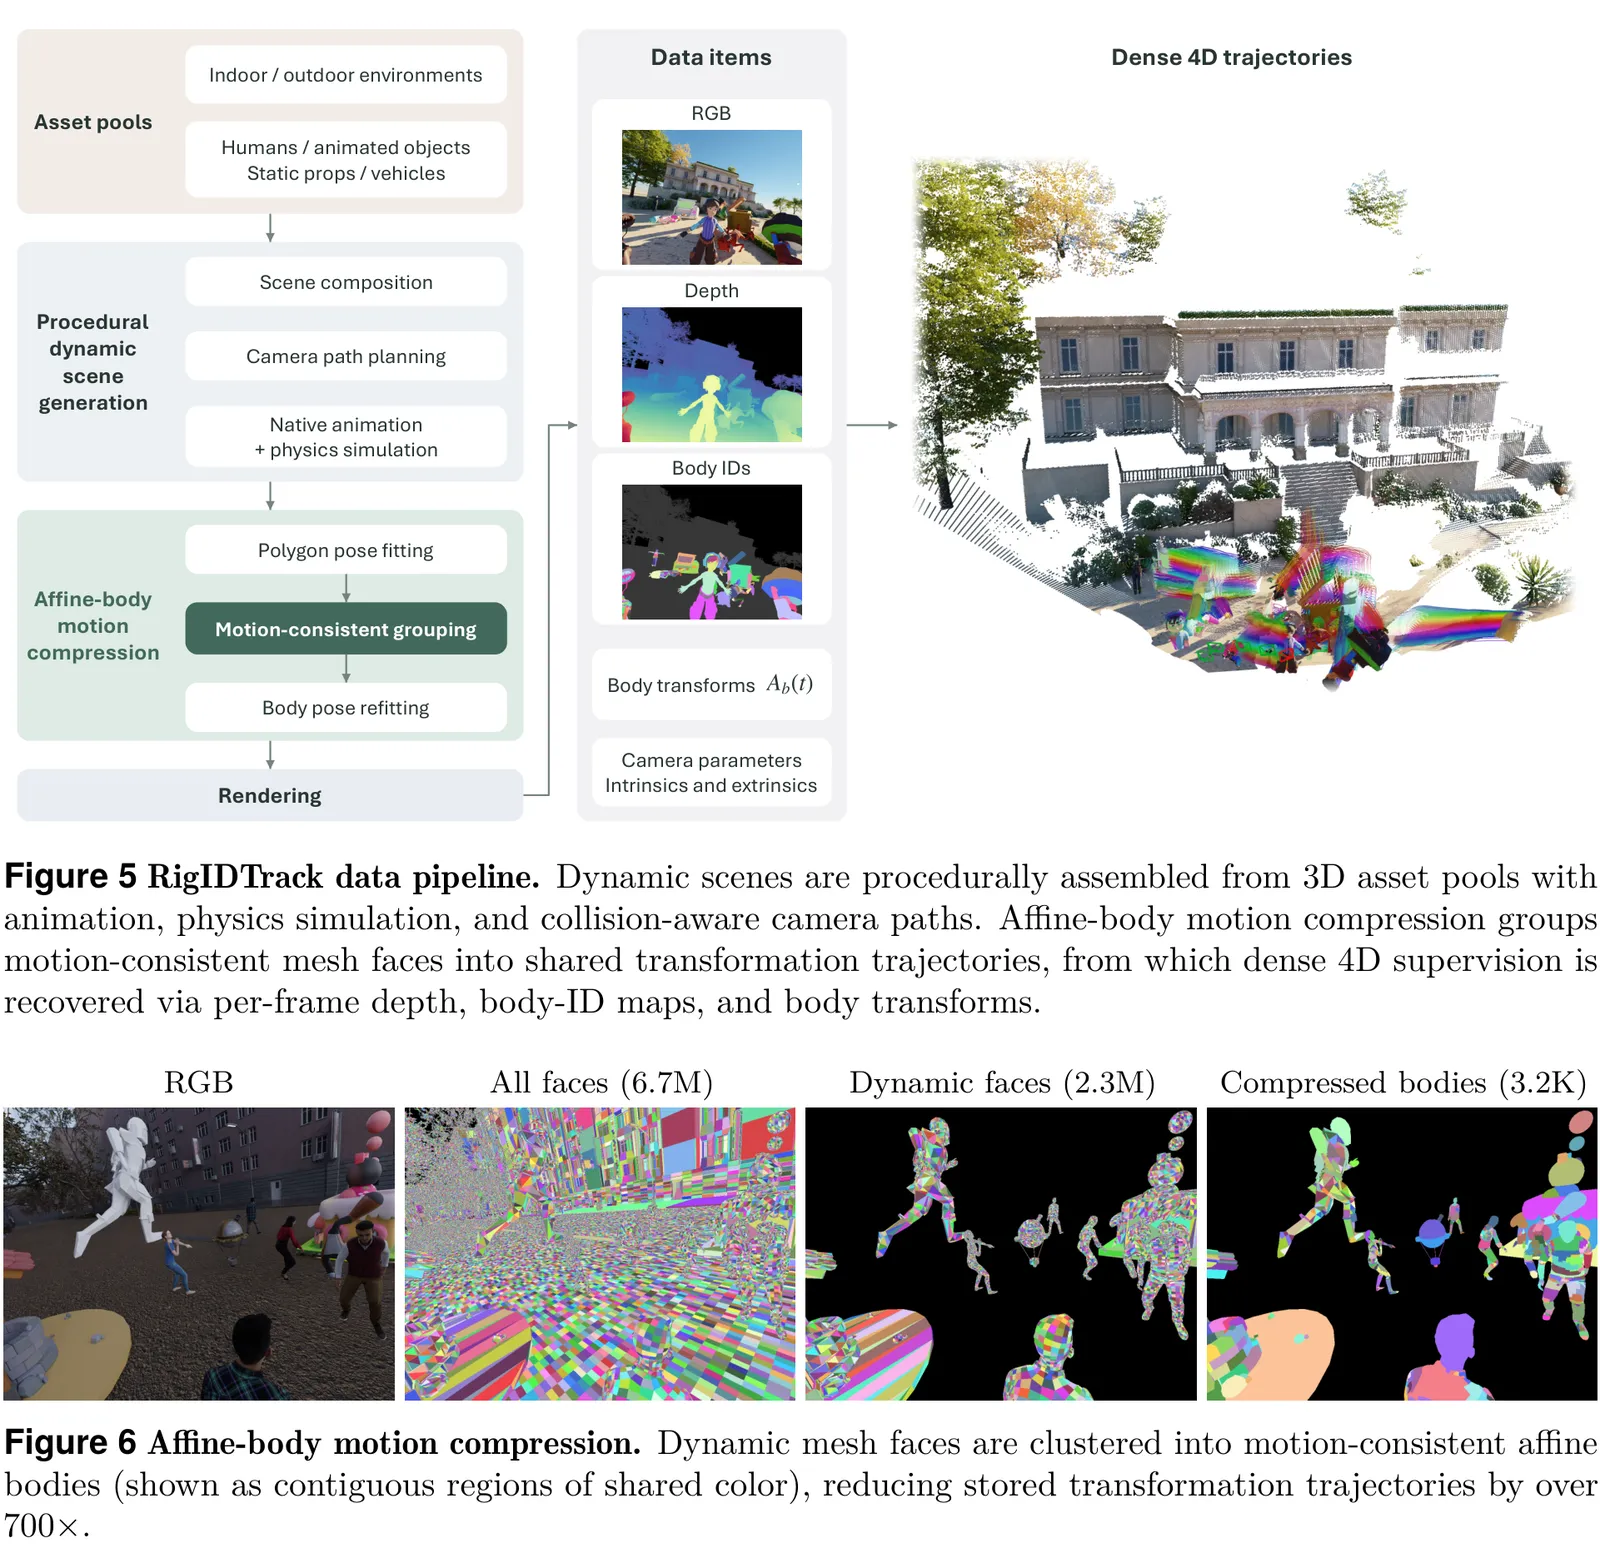 Asset pools
Indoor / outdoor environments
Humans / animated objects
Static props / vehicles
Procedural
dynamic
scene
generation
Scene composition
Camera path planning
Native animation
+ physics simulation
Affine-body
motion
compression
Polygon pose fitting
Motion-consistent grouping
Body pose refitting
Rendering
Data items
RGB
Depth
Body IDs
Body transforms A_b(t)
Camera parameters
Intrinsics and extrinsics
Dense 4D trajectories
Figure 5 RigIDTrack data pipeline. Dynamic scenes are procedurally assembled from 3D asset pools with
animation, physics simulation, and collision-aware camera paths. Affine-body motion compression groups
motion-consistent mesh faces into shared transformation trajectories, from which dense 4D supervision is
recovered via per-frame depth, body-ID maps, and body transforms.
RGB
All faces (6.7M)
Dynamic faces (2.3M)
Compressed bodies (3.2K)
Figure 6 Affine-body motion compression. Dynamic mesh faces are clustered into motion-consistent affine
bodies (shown as contiguous regions of shared color), reducing stored transformation trajectories by over
700×.